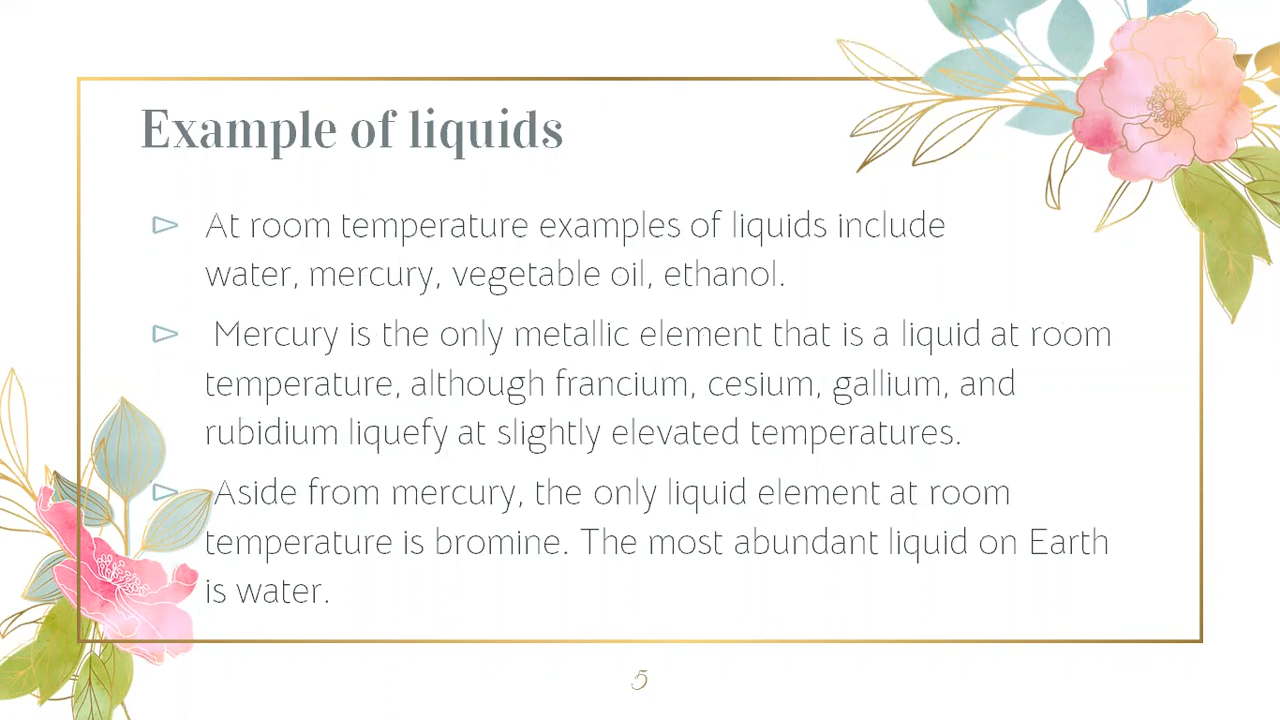 Example of liquids
At room temperature examples of liquids include
water, mercury, vegetable oil, ethanol.
Mercury is the only metallic element that is a liquid at room
temperature, although francium, cesium, gallium, and
rubidium liquefy at slightly elevated temperatures.
Aside from mercury, the only liquid element at room
temperature is bromine. The most abundant liquid on Earth
is water.
5